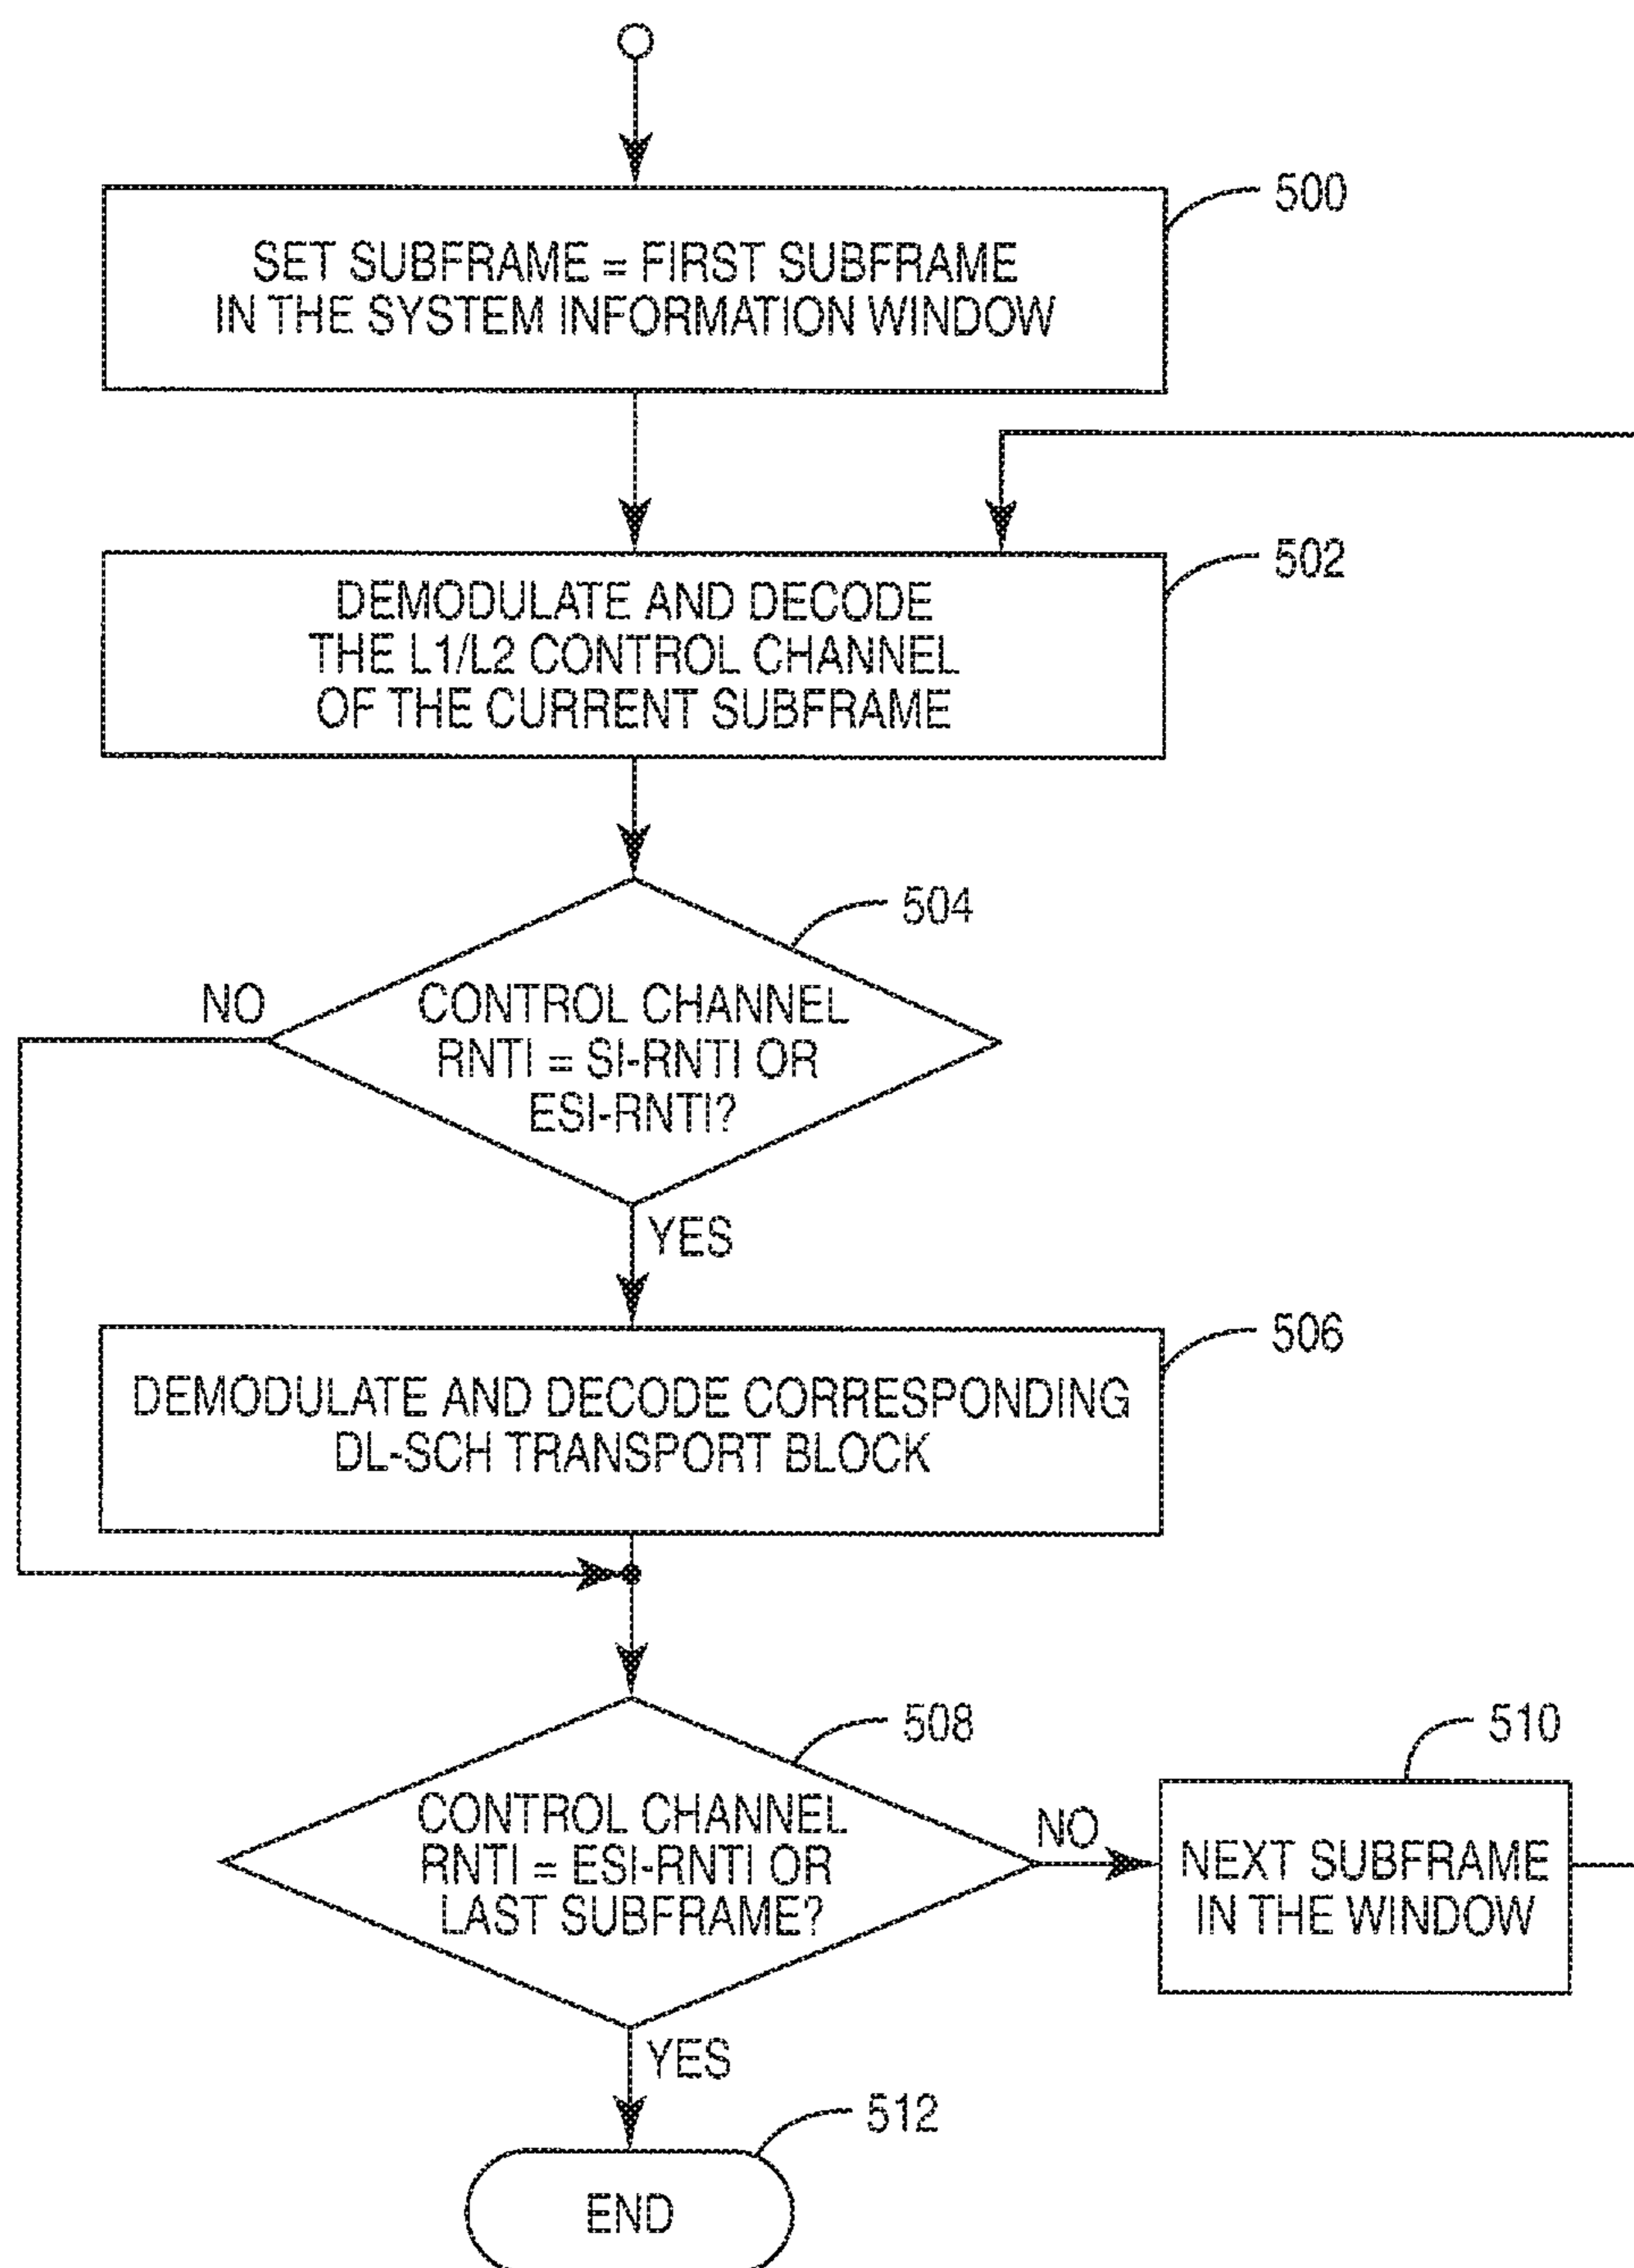 500
SET SUBFRAME = FIRST SUBFRAME
IN THE SYSTEM INFORMATION WINDOW
502
DEMODULATE AND DECODE
THE L1/L2 CONTROL CHANNEL
OF THE CURRENT SUBFRAME
504
NO
CONTROL CHANNEL
RNTI = SI-RNTI OR
ESI-RNTI?
YES
506
DEMODULATE AND DECODE CORRESPONDING
DL-SCH TRANSPORT BLOCK
508
510
CONTROL CHANNEL
RNTI = ESI-RNTI OR
LAST SUBFRAME?
NO
NEXT SUBFRAME
IN THE WINDOW
YES
512
END